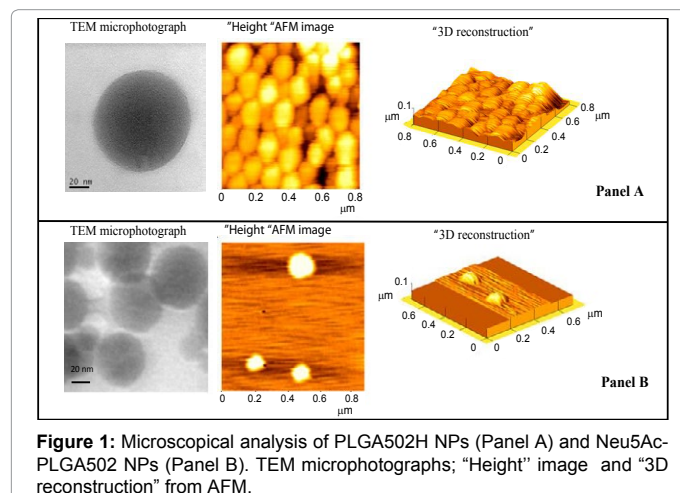 TEM microphotograph
"Height "AFM image
"3D reconstruction"
20 nm
0 0.2 0.4 0.6 0.8
μm
0.1
μm
0.8
0.6
0.4
0.2
0
0
0.2
0.4
0.6
0.8
μm
Panel A
TEM microphotograph
"Height "AFM image
"3D reconstruction"
20 nm
0 0.2 0.4 0.6 0.8
μm
0.1
μm
0.6
0.4
0.2
0
0
0.2
0.4
0.6
μm
Panel B
Figure 1: Microscopical analysis of PLGA502H NPs (Panel A) and Neu5Ac-
PLGA502 NPs (Panel B). TEM microphotographs; “Height’’ image and “3D
reconstruction” from AFM.